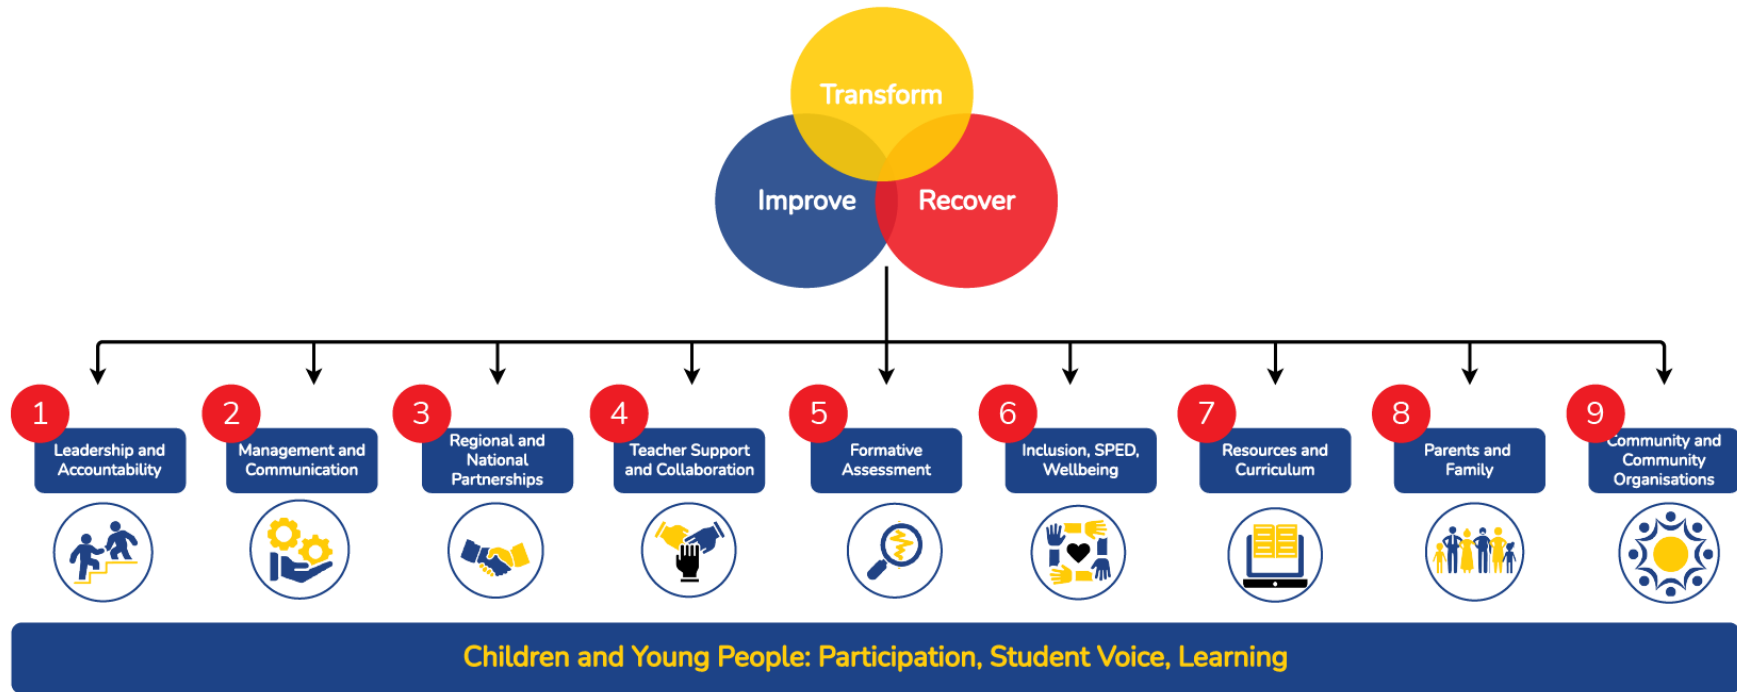 Transform
Improve
Recover
1
Leadership and
Accountability
2
Management and
Communication
3
Regional and
National
Partnerships
4
Teacher Support
and Collaboration
5
Formative
Assessment
6
Inclusion, SPED,
Wellbeing
7
Resources and
Curriculum
8
Parents and
Family
9
Community and
Community
Organisations
Children and Young People: Participation, Student Voice, Learning